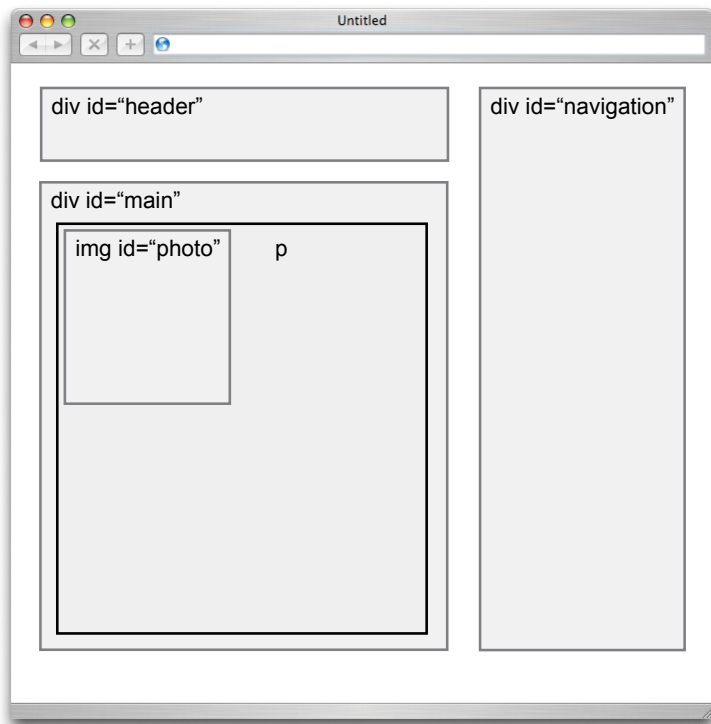 Untitled
div id=“header”
div id=“navigation”
div id=“main”
img id=“photo” p